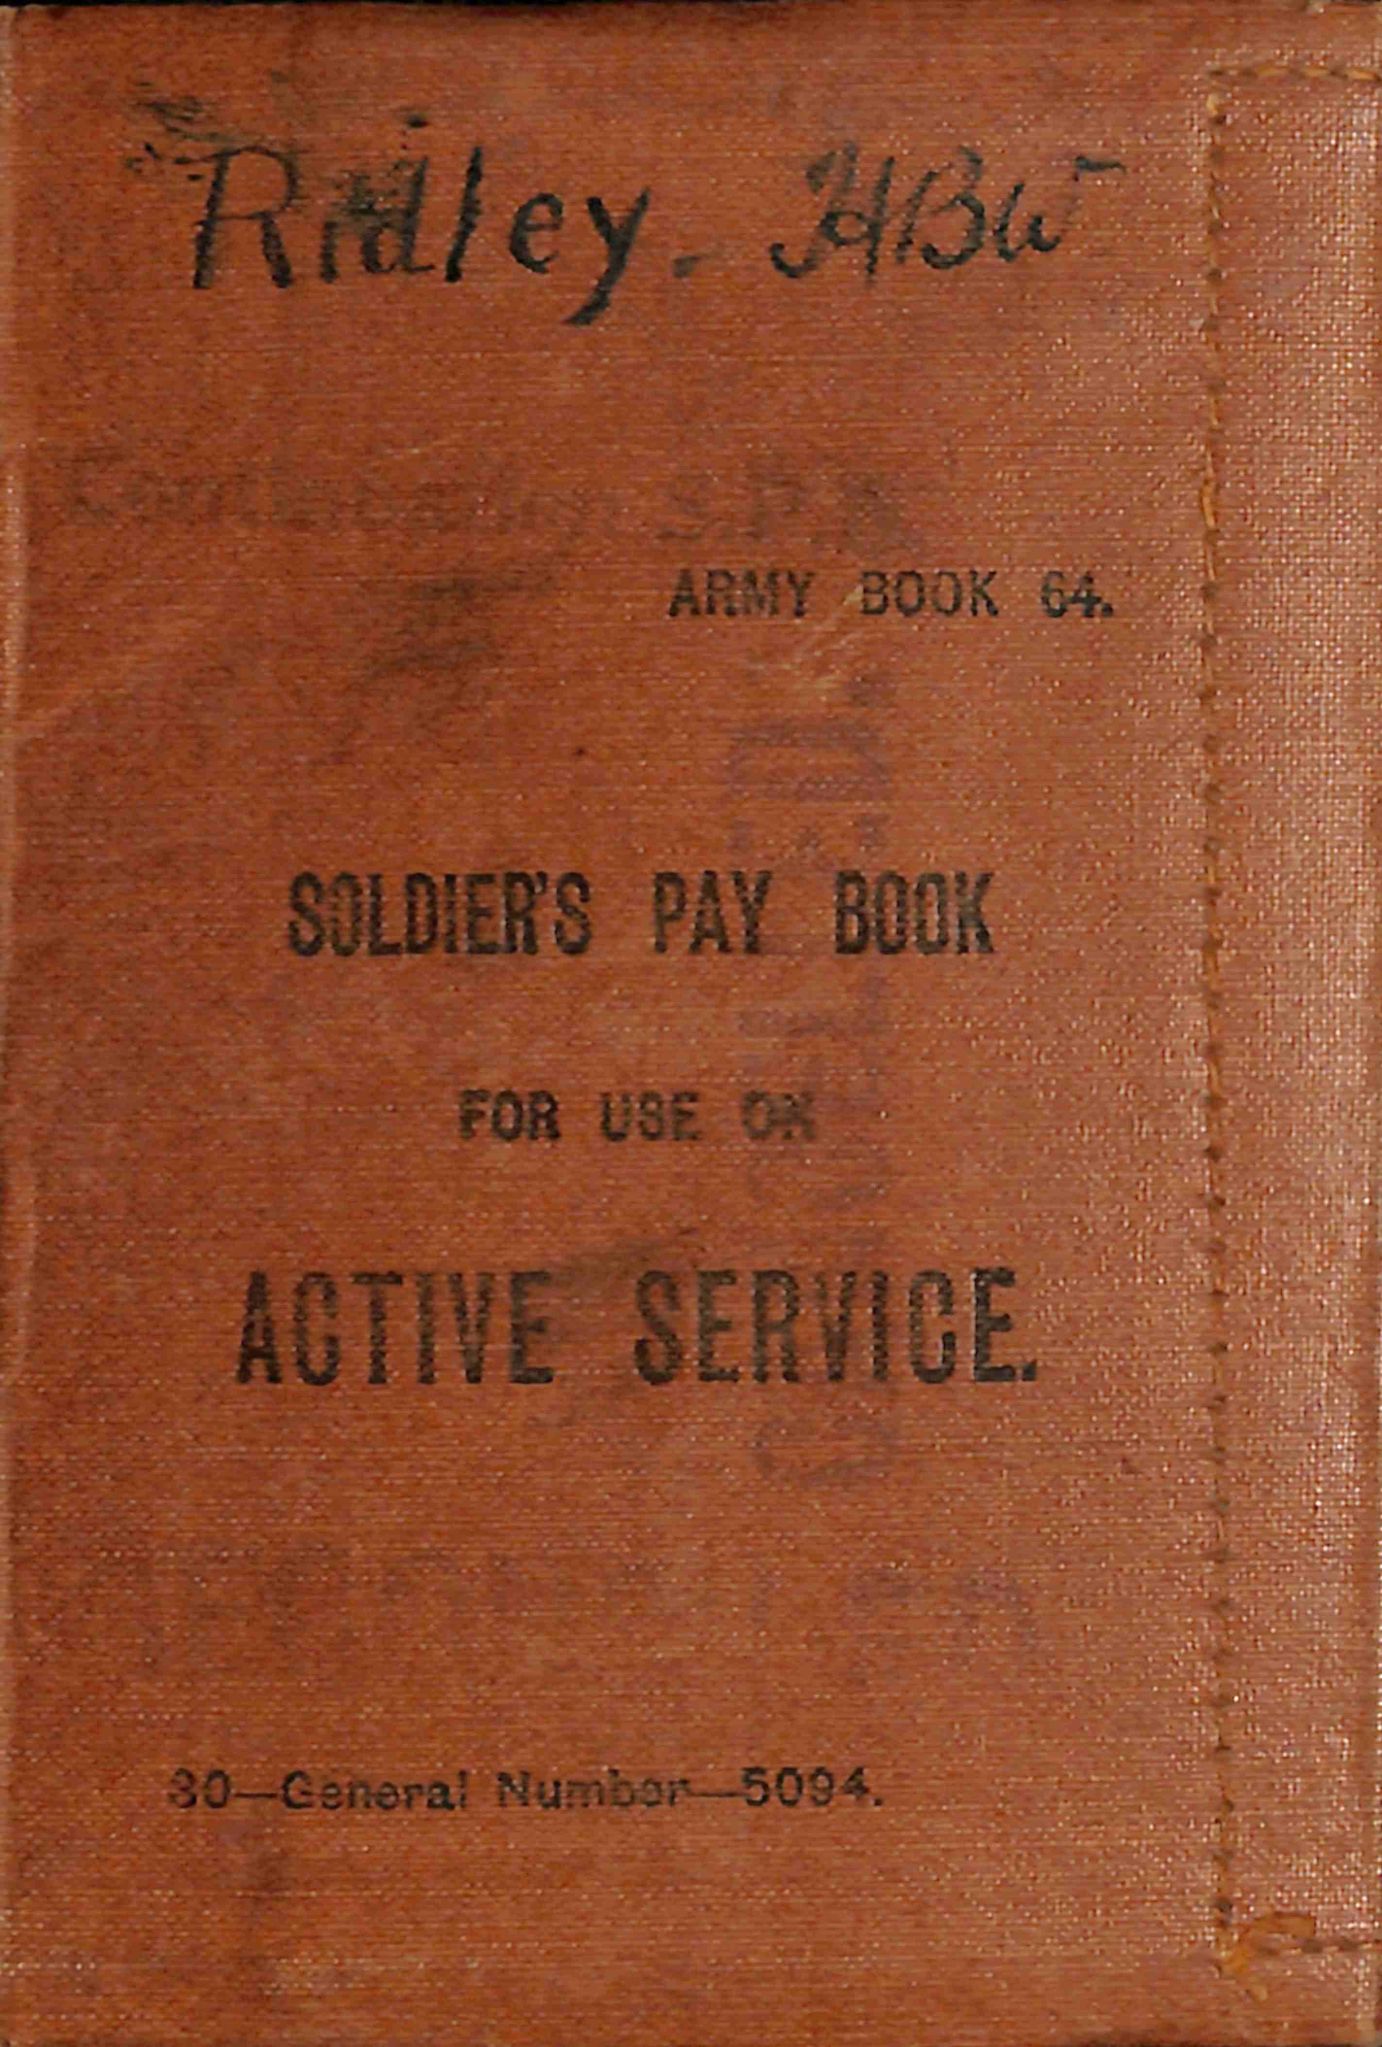 Ridley. HBW
ARMY BOOK 64.
SOLDIER'S PAY BOOK
FOR USE ON
ACTIVE SERVICE.
30—General Number—5094.